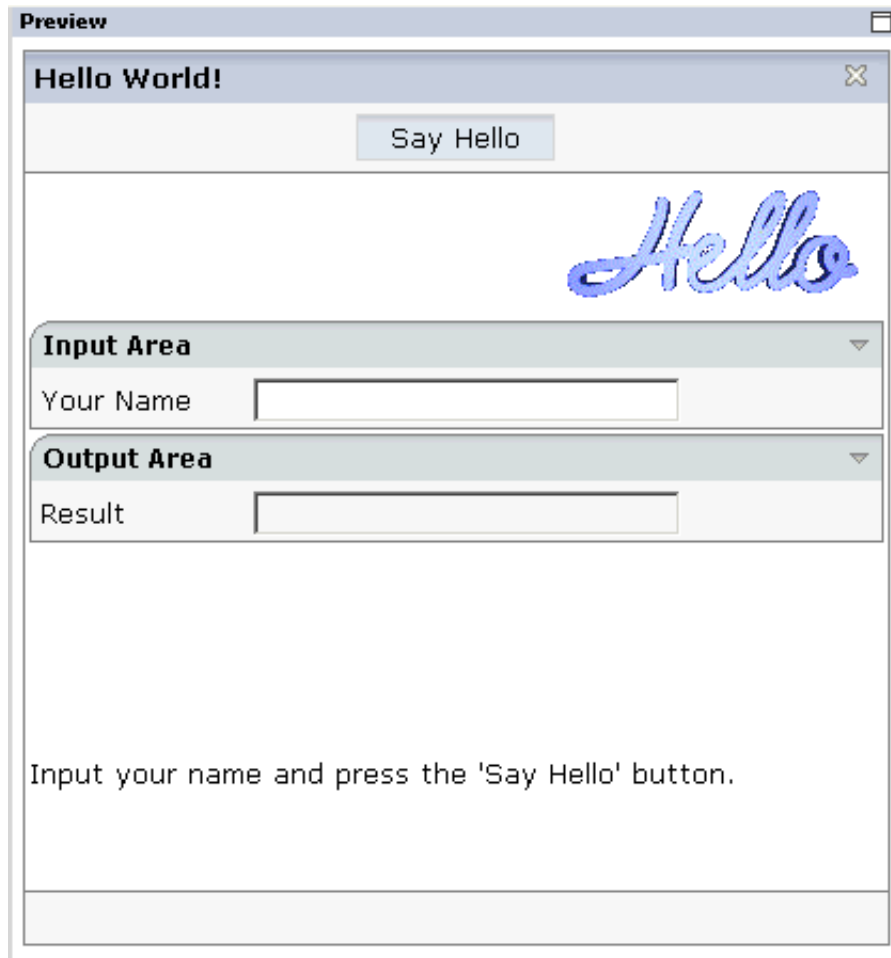 Preview
Hello World!
Say Hello
Hello
Input Area
Your Name
Output Area
Result
Input your name and press the 'Say Hello' button.